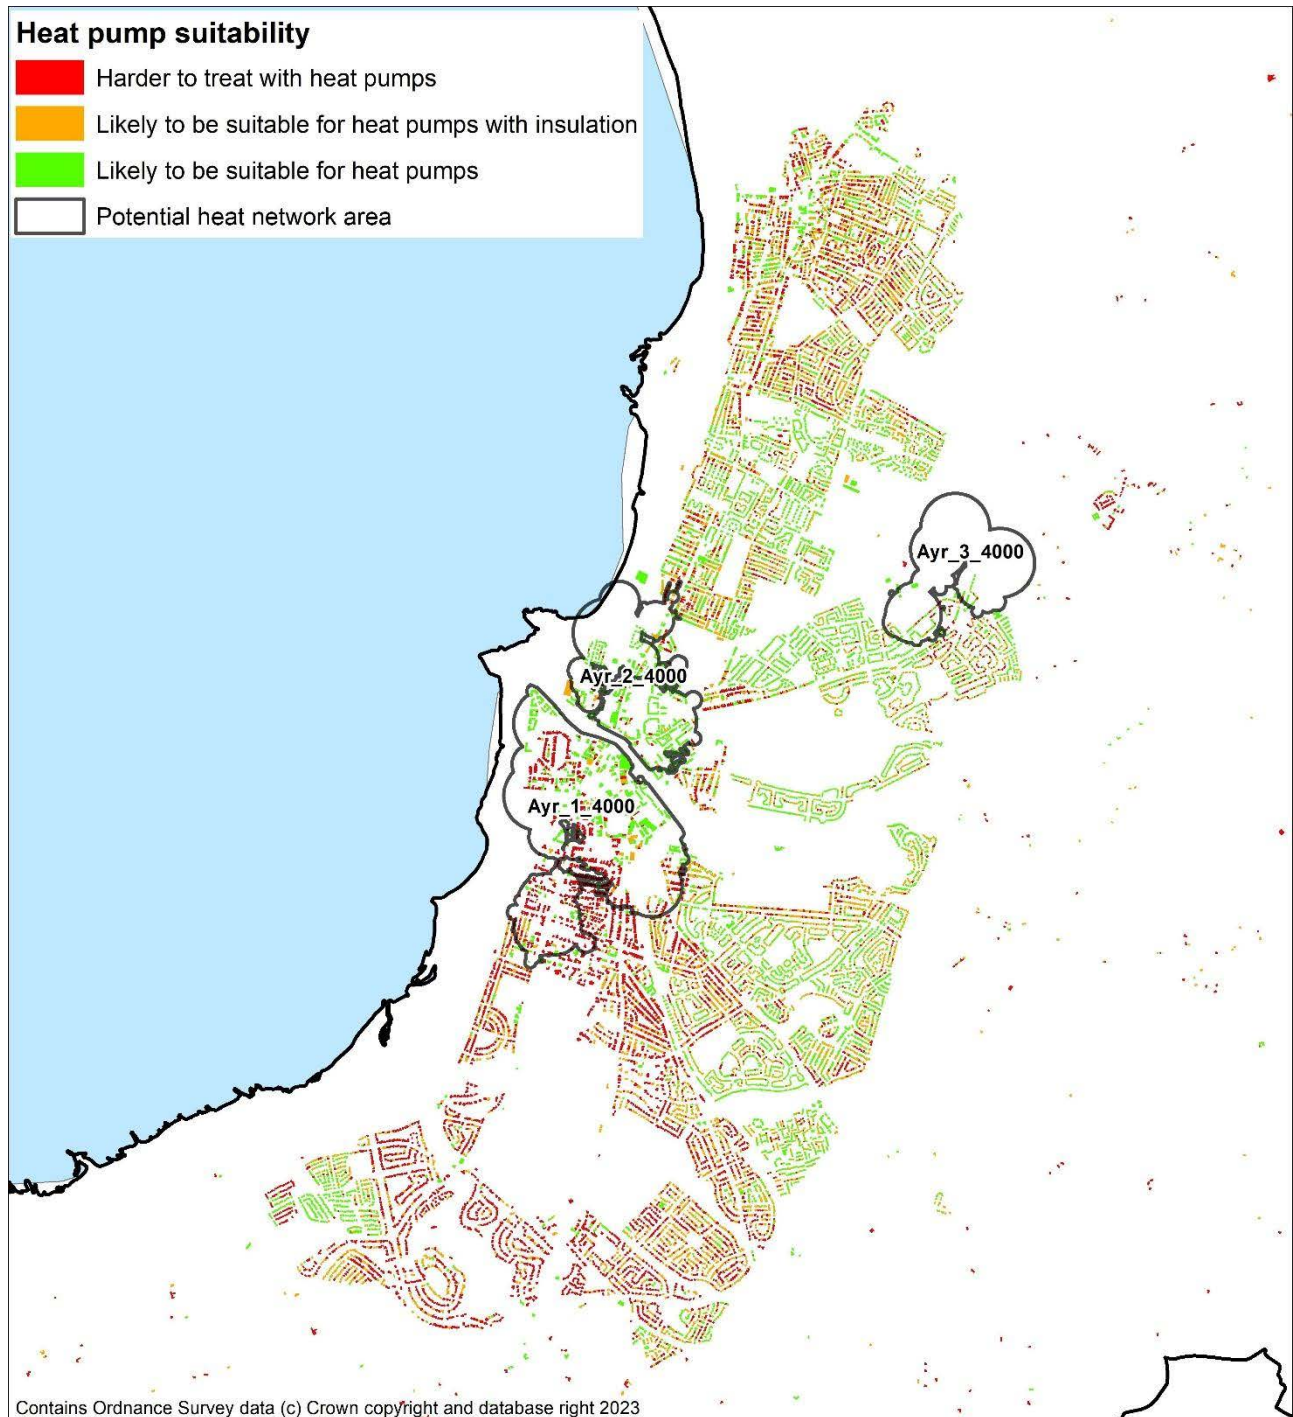 Heat pump suitability
Harder to treat with heat pumps
Likely to be suitable for heat pumps with insulation
Likely to be suitable for heat pumps
Potential heat network area
Ayr_3_4000
Ayr_2_4000
Ayr_1_4000
Contains Ordnance Survey data (c) Crown copyright and database right 2023